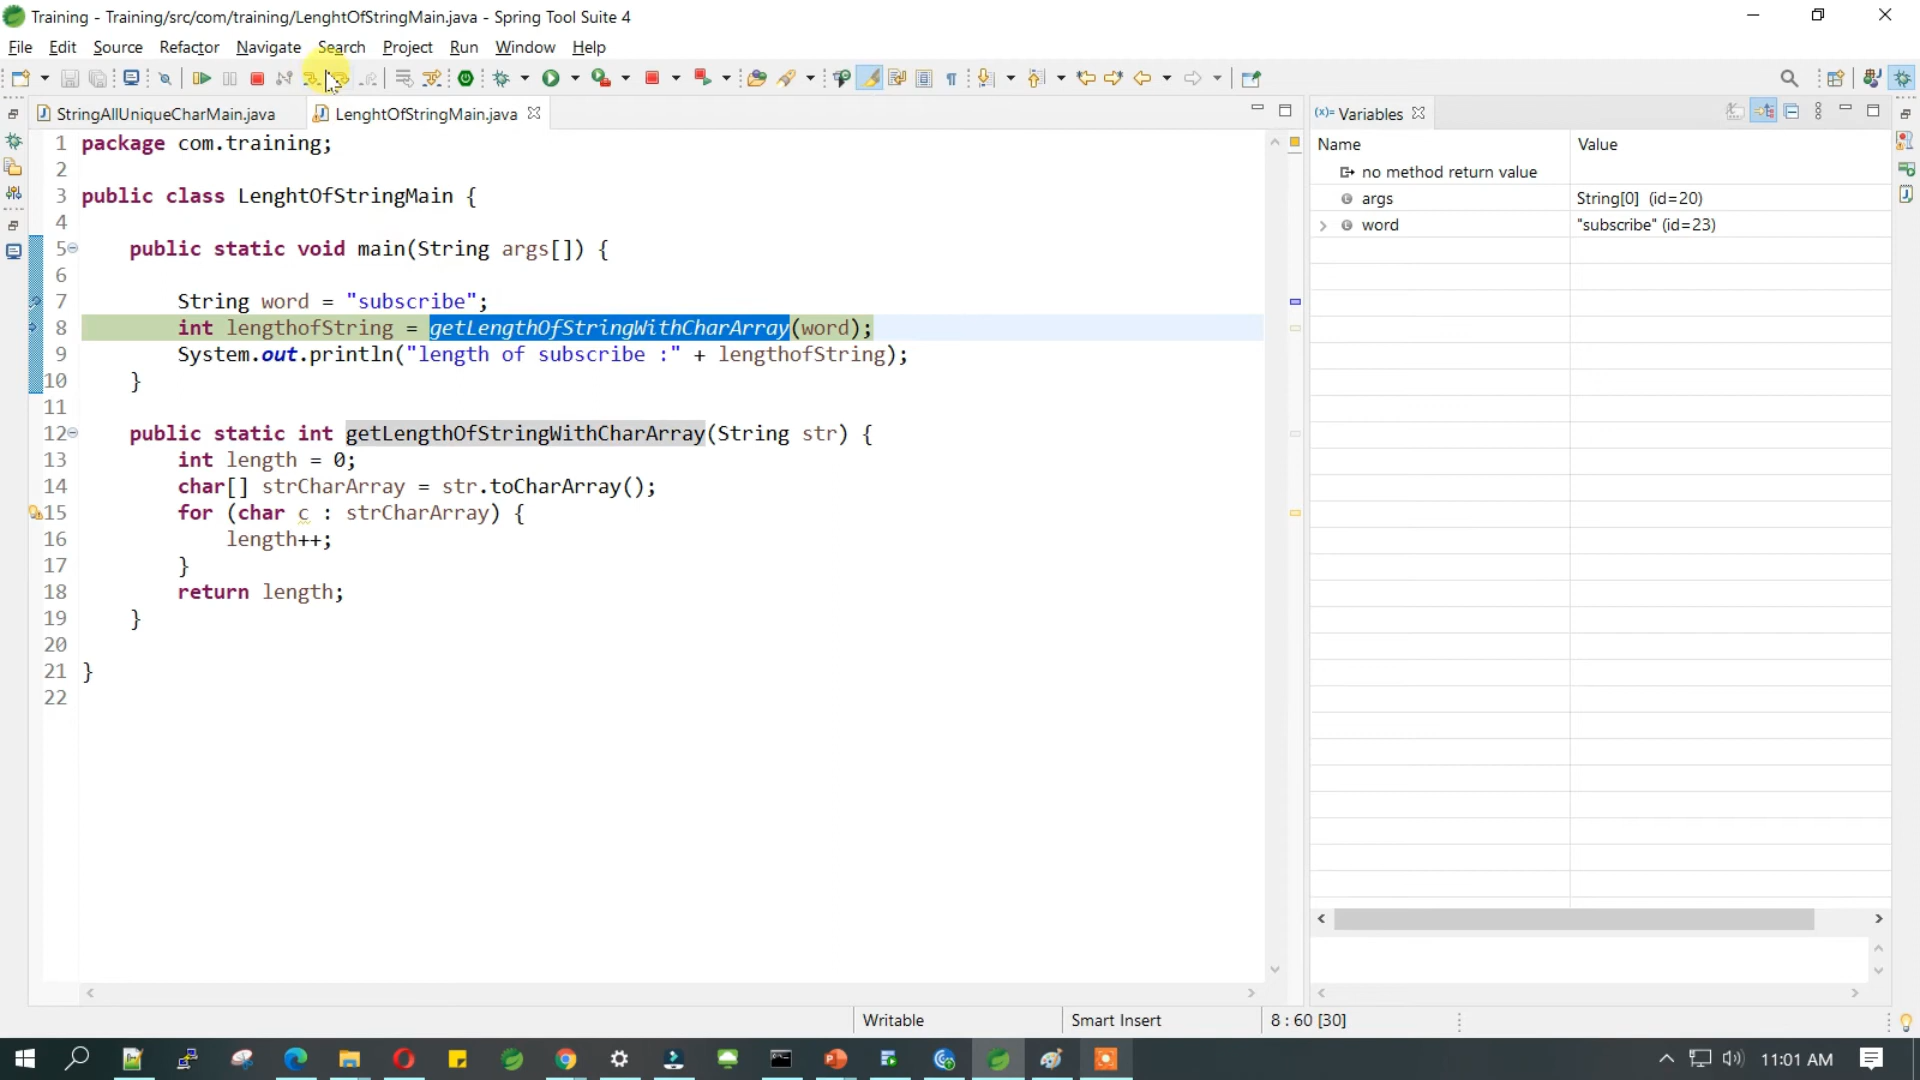 Training - Training/src/com/training/LenghtOfStringMain.java - Spring Tool Suite 4
File Edit Source Refactor Navigate Search Project Run Window Help
StringAllUniqueCharMain.java LenghtOfStringMain.java
1 package com.training;
2
3 public class LenghtOfStringMain {
4
5 public static void main(String args[]) {
6
7 String word = "subscribe";
8 int lengthofString = getLengthOfStringWithCharArray(word);
9 System.out.println("length of subscribe :" + lengthofString);
10 }
11
12 public static int getLengthOfStringWithCharArray(String str) {
13 int length = 0;
14 char[] strCharArray = str.toCharArray();
15 for (char c : strCharArray) {
16 length++;
17 }
18 return length;
19 }
20
21 }
22
(x)= Variables
Name Value
no method return value
args String[0] (id=20)
word "subscribe" (id=23)
Writable Smart Insert 8 : 60 [30]
11:01 AM